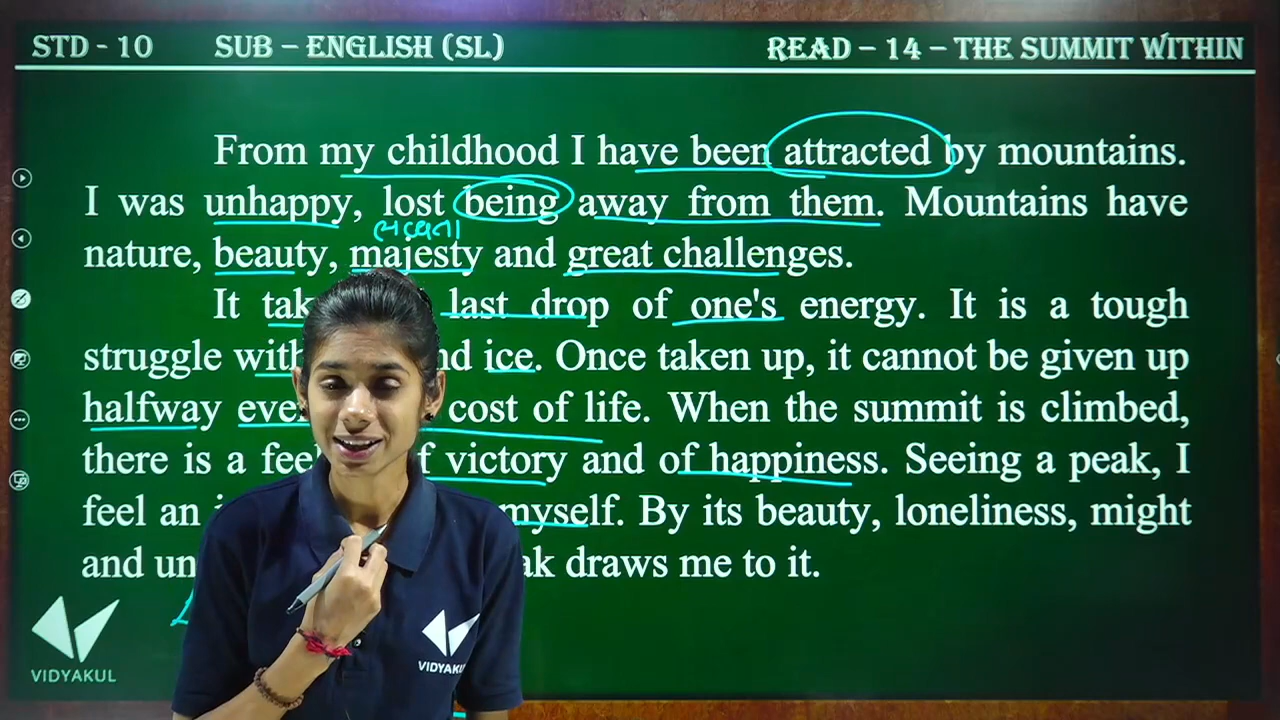 STD - 10 SUB – ENGLISH (SL) READ – 14 – THE SUMMIT WITHIN
From my childhood I have been attracted by mountains.
I was unhappy, lost being away from them. Mountains have
nature, beauty, majesty and great challenges.
It last drop of one's energy. It is a tough
struggle ice. Once taken up, it cannot be given up
halfway cost of life. When the summit is climbed,
there is a victory and of happiness. Seeing a peak, I
feel an myself. By its beauty, loneliness, might
and draws me to it.
VIDYAKUL
VIDYAKUL